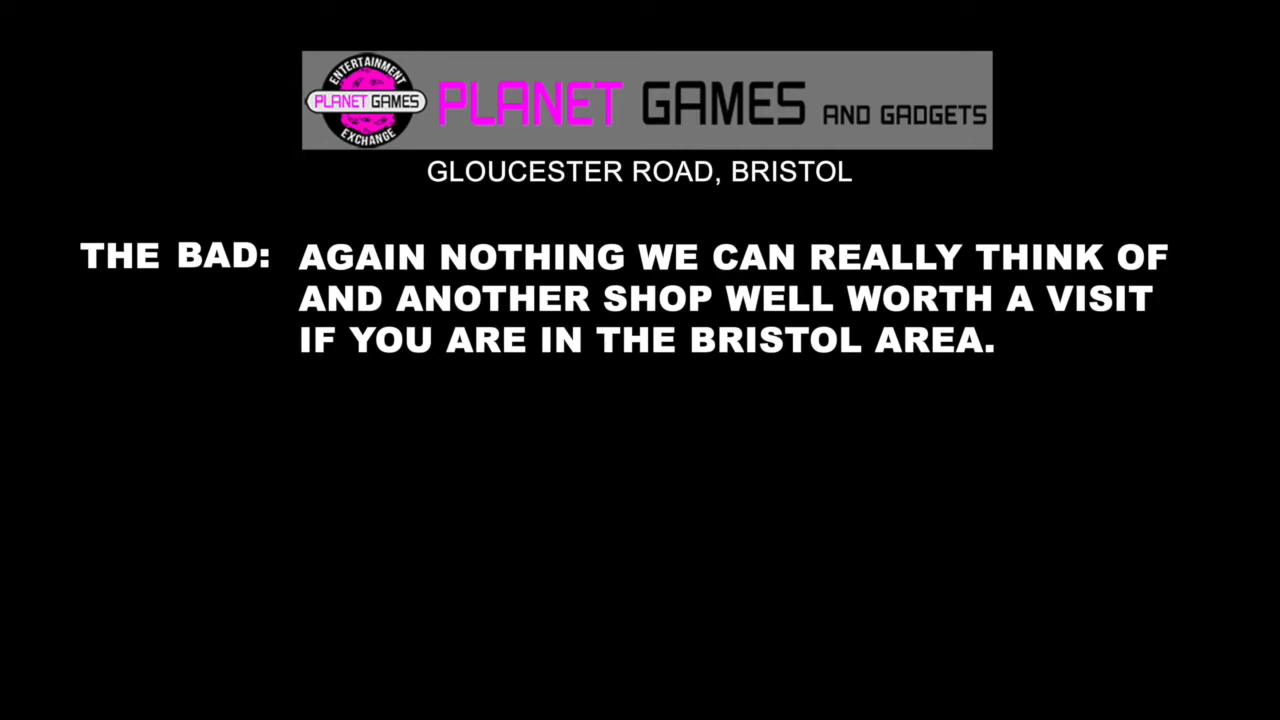 ENTERTAINMENT
PLANET GAMES
EXCHANGE
PLANET GAMES AND GADGETS
GLOUCESTER ROAD, BRISTOL
THE BAD: AGAIN NOTHING WE CAN REALLY THINK OF
AND ANOTHER SHOP WELL WORTH A VISIT
IF YOU ARE IN THE BRISTOL AREA.